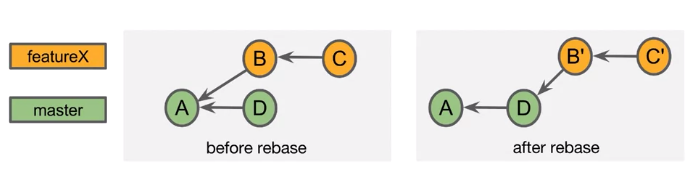 featureX
master
B
C
A
D
before rebase
B'
C'
A
D
after rebase